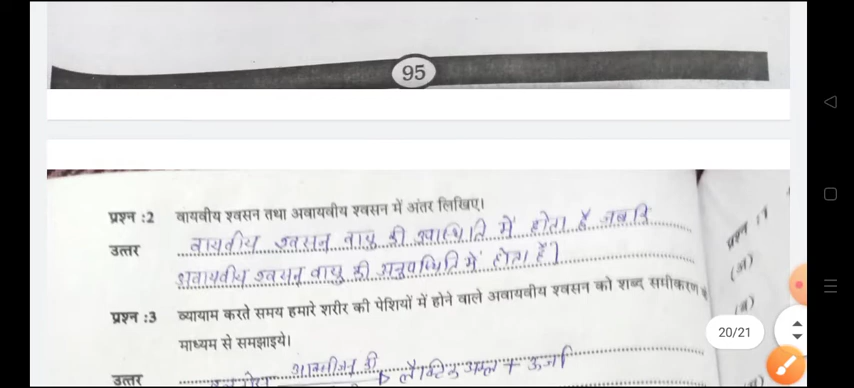 95
प्रश्न :2 वायवीय श्वसन तथा अवायवीय श्वसन में अंतर लिखिए।
उत्तर वायवीय श्वसन वायु की उपस्थिति में होता है जबकि
अवायवीय श्वसन वायु की अनुपस्थिति में होता है।
प्रश्न :3 व्यायाम करते समय हमारे शरीर की पेशियों में होने वाले अवायवीय श्वसन को शब्द समीकरण
माध्यम से समझाइये।
उत्तर ऑक्सीजन की लैक्टिक अम्ल + ऊर्जा
प्रश्न :1
(अ)
(ब)
20/21